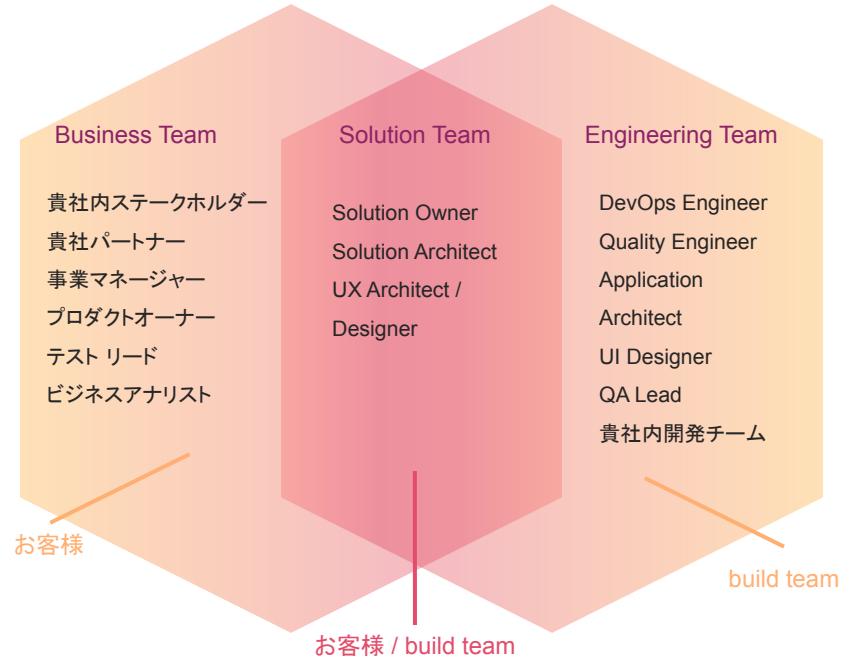 Business Team
貴社内ステークホルダー
貴社パートナー
事業マネージャー
プロダクトオーナー
テスト リード
ビジネスアナリスト
お客様
Solution Team
Solution Owner
Solution Architect
UX Architect /
Designer
お客様 / build team
Engineering Team
DevOps Engineer
Quality Engineer
Application
Architect
UI Designer
QA Lead
貴社内開発チーム
build team